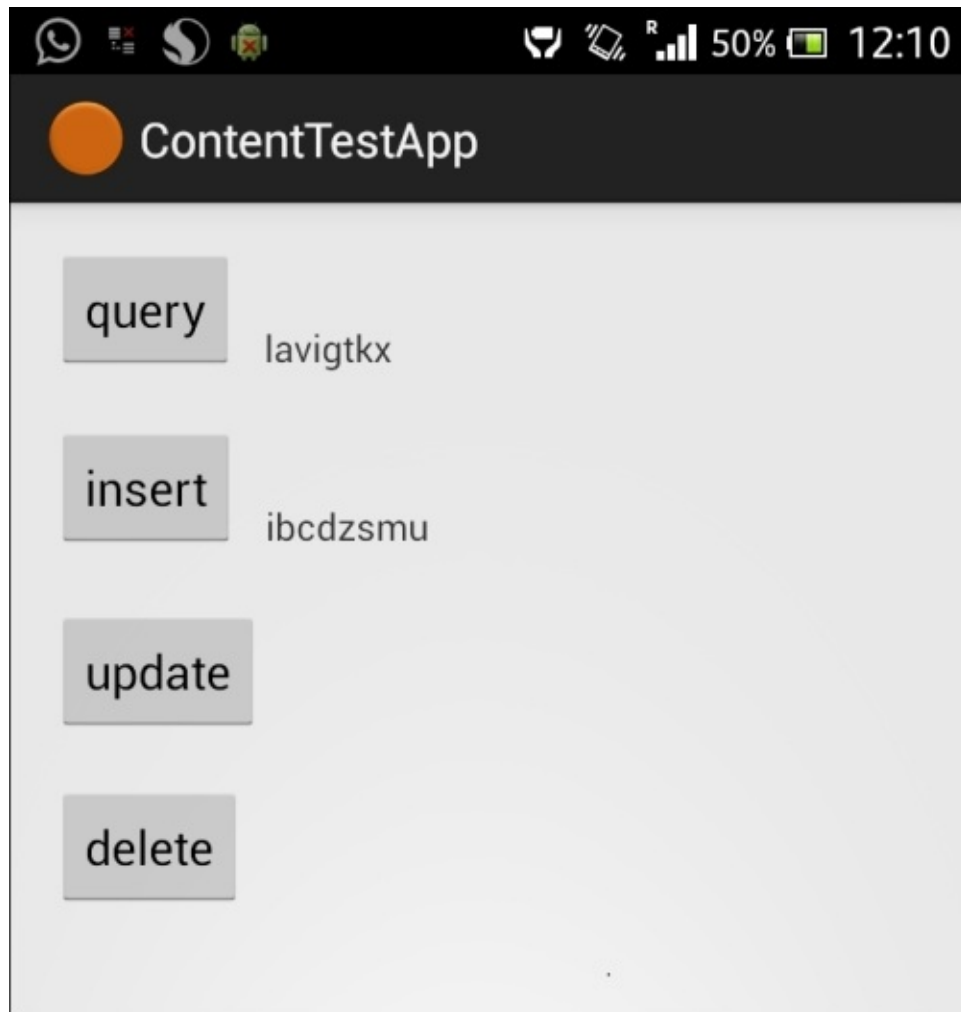 R 50% 12:10
ContentTestApp
query
lavigtkx
insert
ibcdzsmu
update
delete